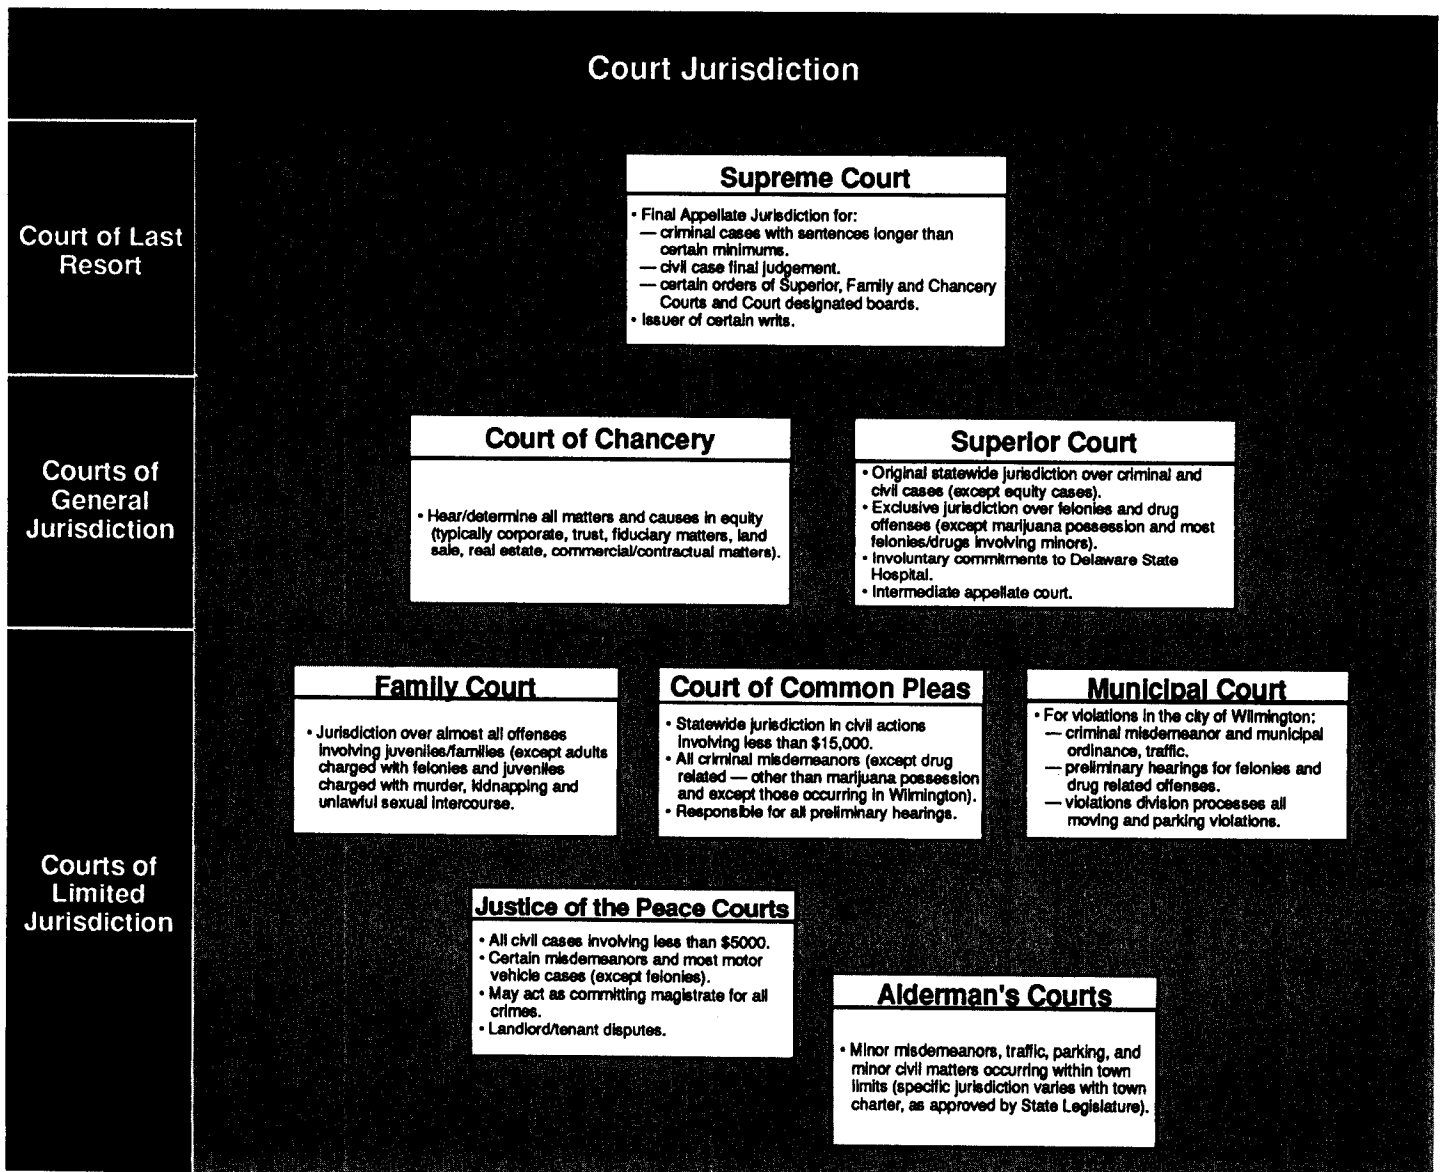 Court Jurisdiction
Court of Last
Resort
Supreme Court
• Final Appellate Jurisdiction for:
— criminal cases with sentences longer than
certain minimums.
— civil case final judgement.
— certain orders of Superior, Family and Chancery
Courts and Court designated boards.
• Issuer of certain writs.
Courts of
General
Jurisdiction
Court of Chancery
• Hear/determine all matters and causes in equity
(typically corporate, trust, fiduciary matters, land
sale, real estate, commercial/contractual matters).
Superior Court
• Original statewide jurisdiction over criminal and
civil cases (except equity cases).
• Exclusive jurisdiction over felonies and drug
offenses (except marijuana possession and most
felonies/drugs involving minors).
• Involuntary commitments to Delaware State
Hospital.
• Intermediate appellate court.
Courts of
Limited
Jurisdiction
Family Court
• Jurisdiction over almost all offenses
involving juveniles/families (except adults
charged with felonies and juveniles
charged with murder, kidnapping and
unlawful sexual intercourse.
Court of Common Pleas
• Statewide jurisdiction in civil actions
involving less than $15,000.
• All criminal misdemeanors (except drug
related — other than marijuana possession
and except those occurring in Wilmington).
• Responsible for all preliminary hearings.
Municipal Court
• For violations in the city of Wilmington:
— criminal misdemeanor and municipal
ordinance, traffic.
— preliminary hearings for felonies and
drug related offenses.
— violations division processes all
moving and parking violations.
Justice of the Peace Courts
• All civil cases involving less than $5000.
• Certain misdemeanors and most motor
vehicle cases (except felonies).
• May act as committing magistrate for all
crimes.
• Landlord/tenant disputes.
Alderman's Courts
• Minor misdemeanors, traffic, parking, and
minor civil matters occurring within town
limits (specific jurisdiction varies with town
charter, as approved by State Legislature).